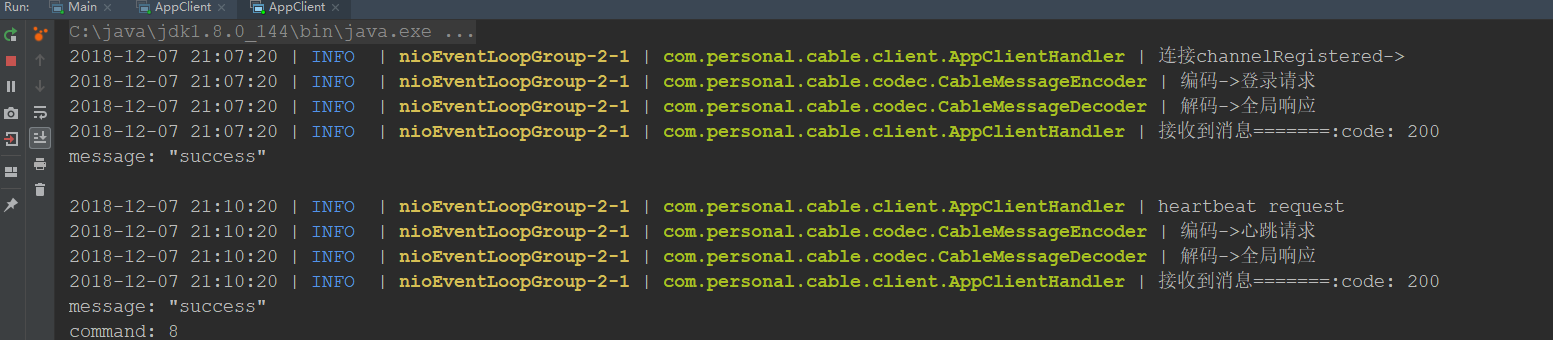 Run: Main × AppClient × AppClient ×
C:\java\jdk1.8.0_144\bin\java.exe ...
2018-12-07 21:07:20 | INFO  | nioEventLoopGroup-2-1 | com.personal.cable.client.AppClientHandler | 连接channelRegistered->
2018-12-07 21:07:20 | INFO  | nioEventLoopGroup-2-1 | com.personal.cable.codec.CableMessageEncoder | 编码->登录请求
2018-12-07 21:07:20 | INFO  | nioEventLoopGroup-2-1 | com.personal.cable.codec.CableMessageDecoder | 解码->全局响应
2018-12-07 21:07:20 | INFO  | nioEventLoopGroup-2-1 | com.personal.cable.client.AppClientHandler | 接收到消息=======:code: 200
message: "success"
2018-12-07 21:10:20 | INFO  | nioEventLoopGroup-2-1 | com.personal.cable.client.AppClientHandler | heartbeat request
2018-12-07 21:10:20 | INFO  | nioEventLoopGroup-2-1 | com.personal.cable.codec.CableMessageEncoder | 编码->心跳请求
2018-12-07 21:10:20 | INFO  | nioEventLoopGroup-2-1 | com.personal.cable.codec.CableMessageDecoder | 解码->全局响应
2018-12-07 21:10:20 | INFO  | nioEventLoopGroup-2-1 | com.personal.cable.client.AppClientHandler | 接收到消息=======:code: 200
message: "success"
command: 8